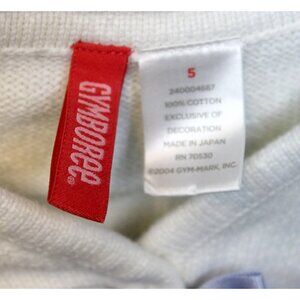 GYMBOREE®
5
240004687
100% COTTON
EXCLUSIVE OF
DECORATION
MADE IN JAPAN
RN 70530
©2004 GYM-MARK, INC.